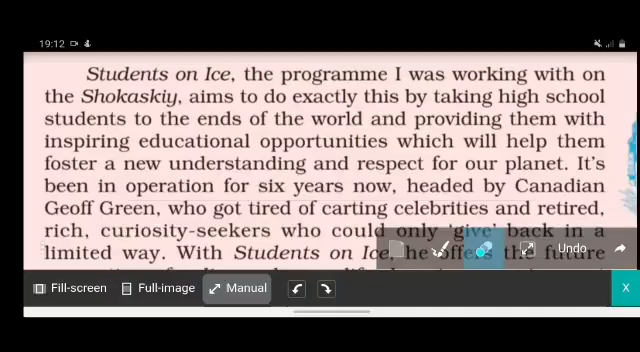 19:12
Students on Ice, the programme I was working with on
the Shokaskiy, aims to do exactly this by taking high school
students to the ends of the world and providing them with
inspiring educational opportunities which will help them
foster a new understanding and respect for our planet. It's
been in operation for six years now, headed by Canadian
Geoff Green, who got tired of carting celebrities and retired,
rich, curiosity-seekers who could only 'give' back in a
limited way. With Students on Ice, he offers the future
Undo
Fill-screen Full-image Manual X